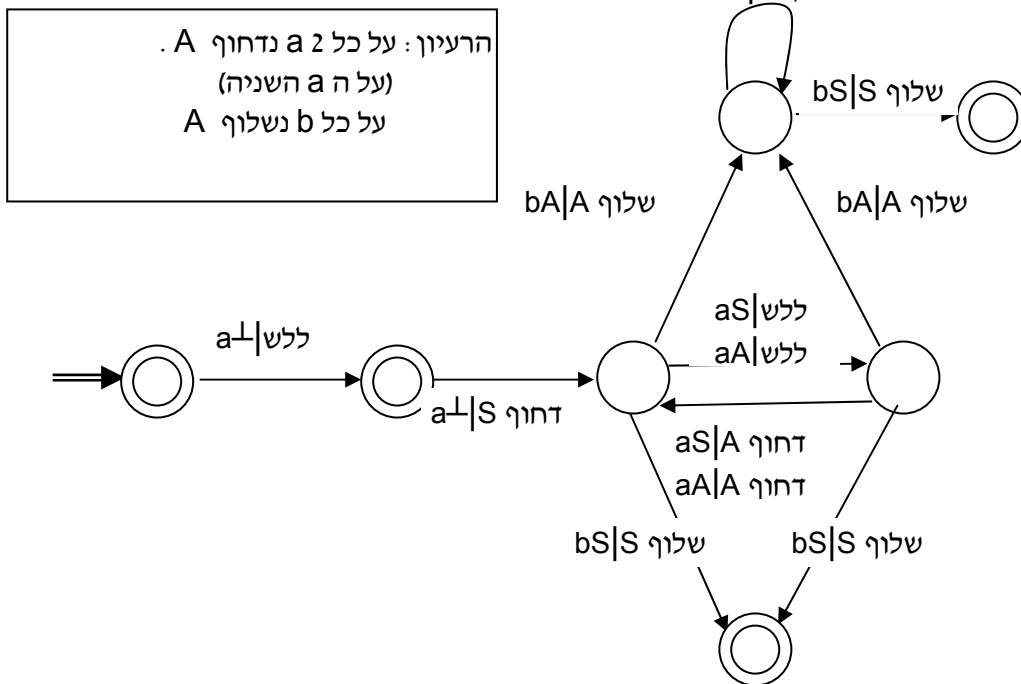 הרעיון : על כל 2 a נדחוף A .
(על ה a השניה)
על כל b נשלוף A
bS|S שלוף
bA|A שלוף
bA|A שלוף
a⊥|ללש
aS|ללש
aA|ללש
a⊥|S דחוף
aS|A דחוף
aA|A דחוף
bS|S שלוף
bS|S שלוף